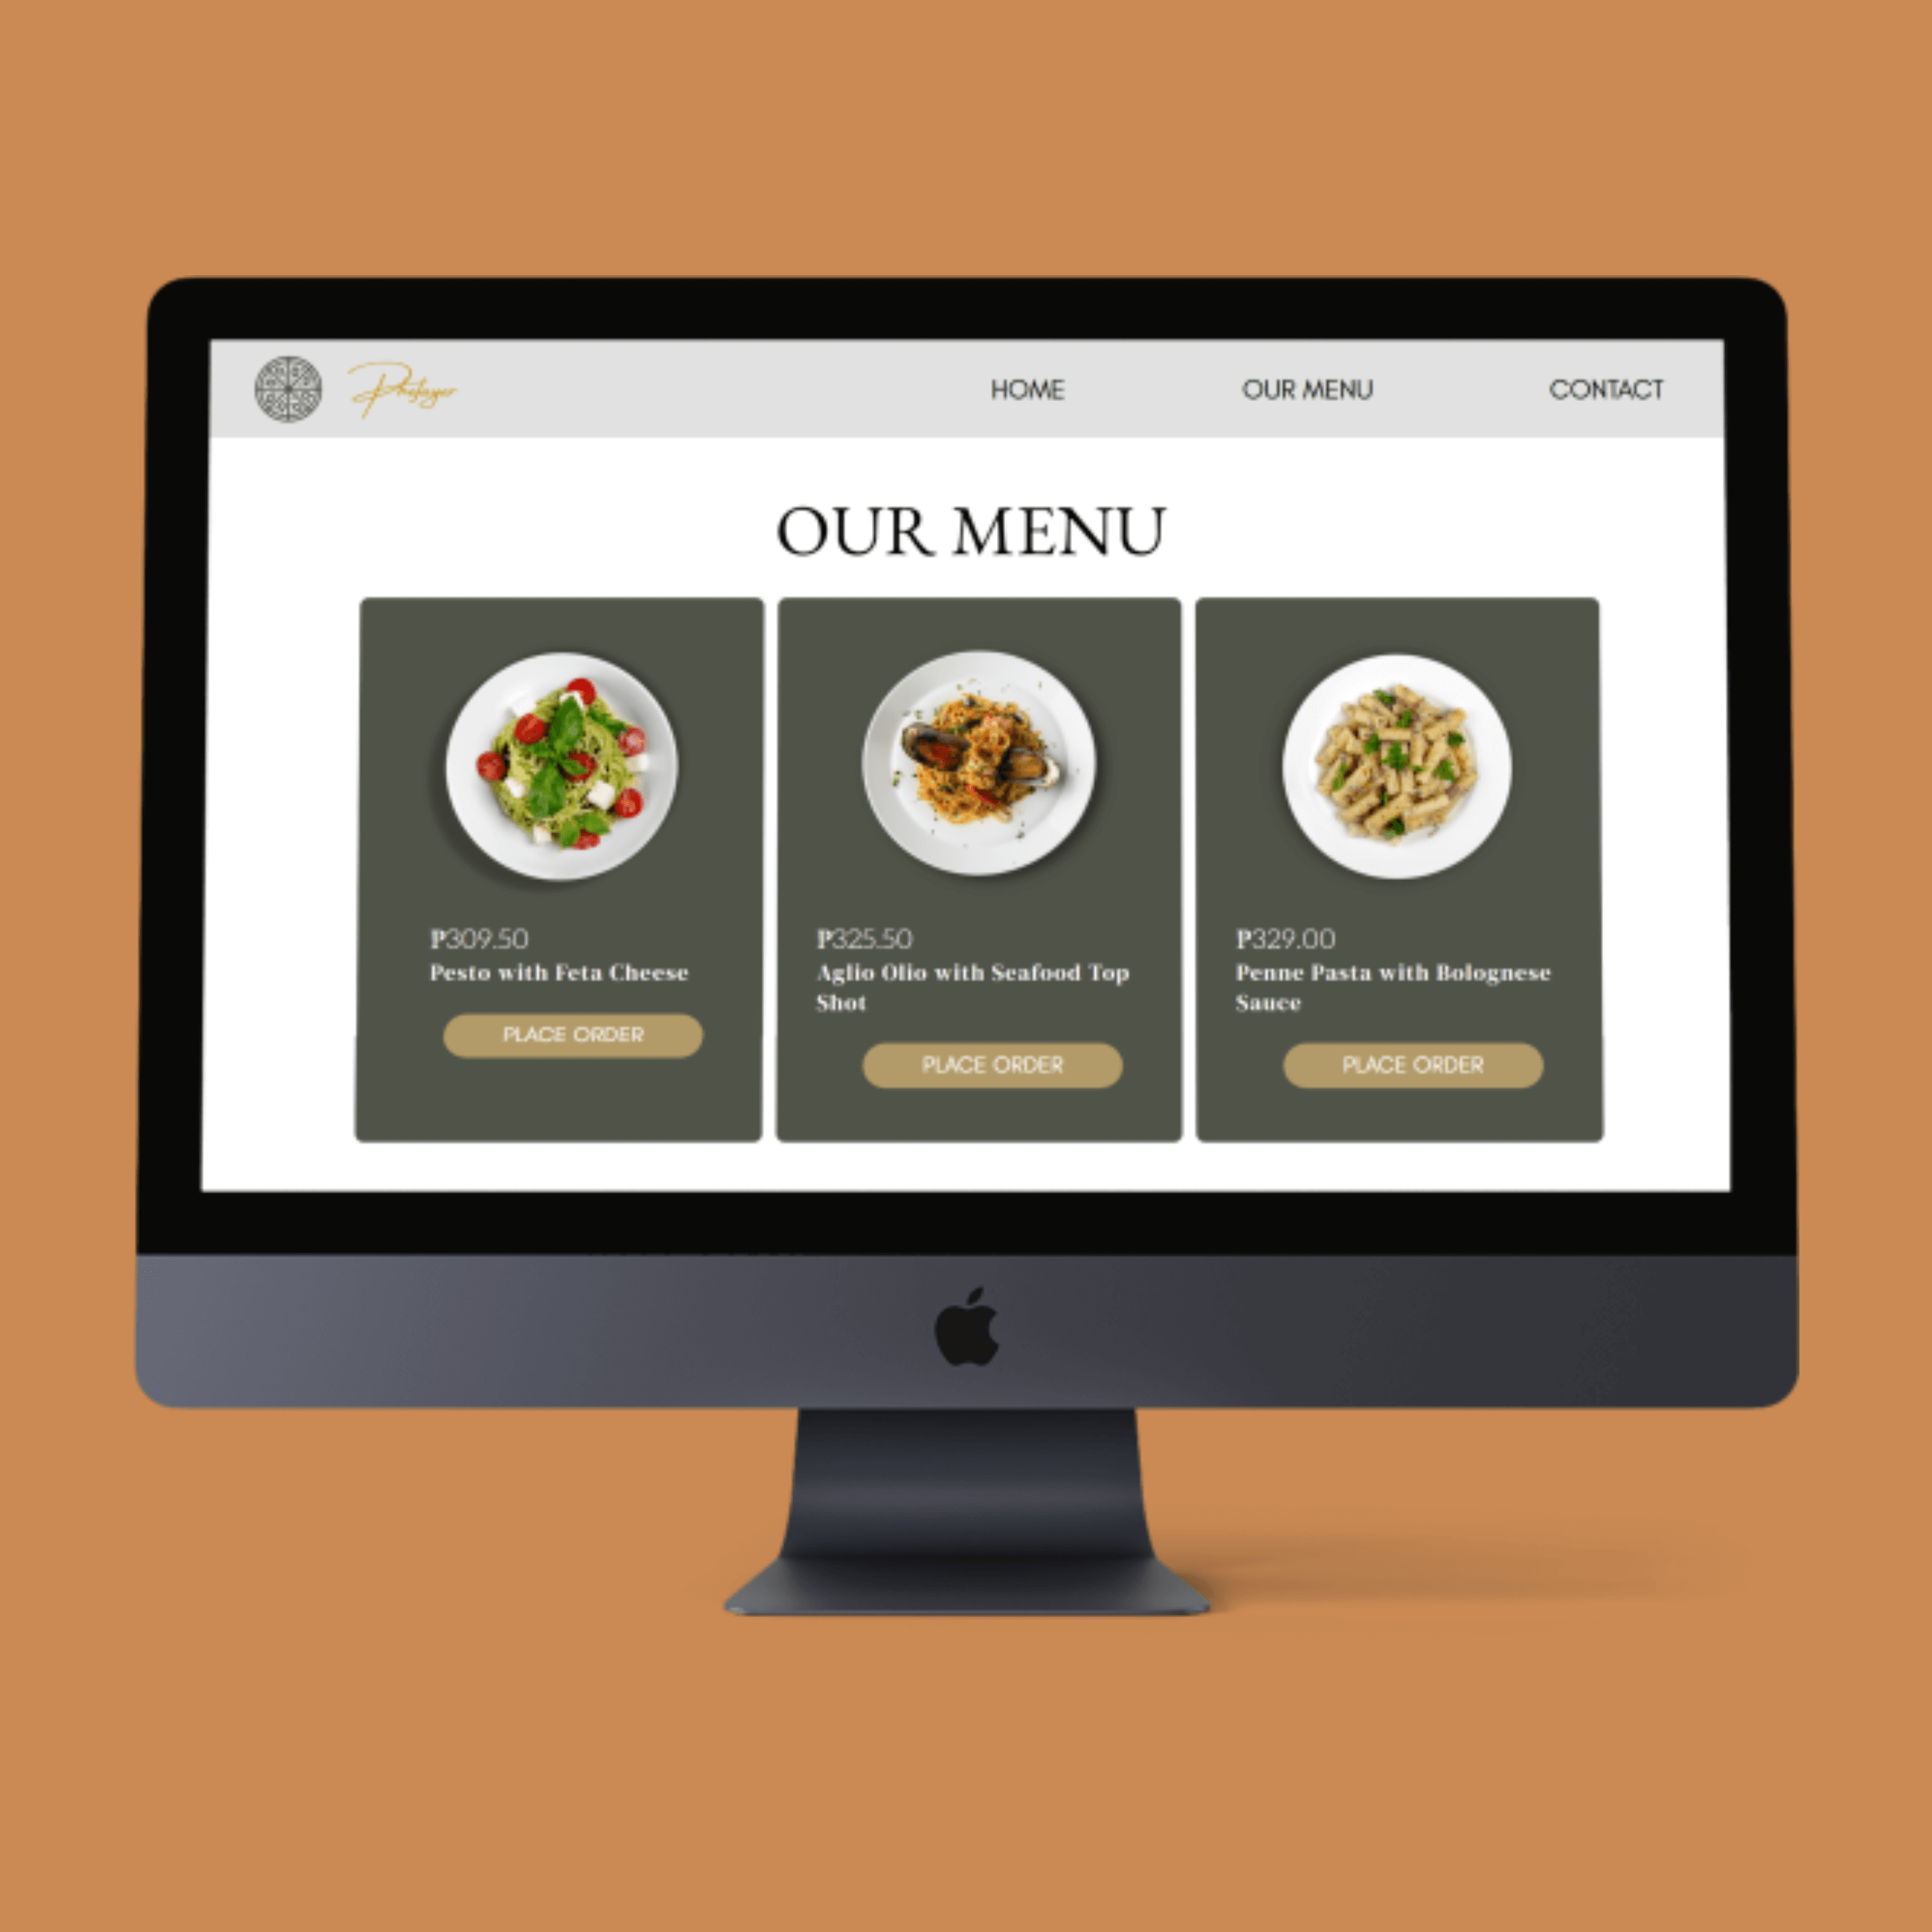 HOME OUR MENU CONTACT
OUR MENU
₱309.50
Pesto with Feta Cheese
PLACE ORDER
₱325.50
Aglio Olio with Seafood Top
Shot
PLACE ORDER
₱329.00
Penne Pasta with Bolognese
Sauce
PLACE ORDER